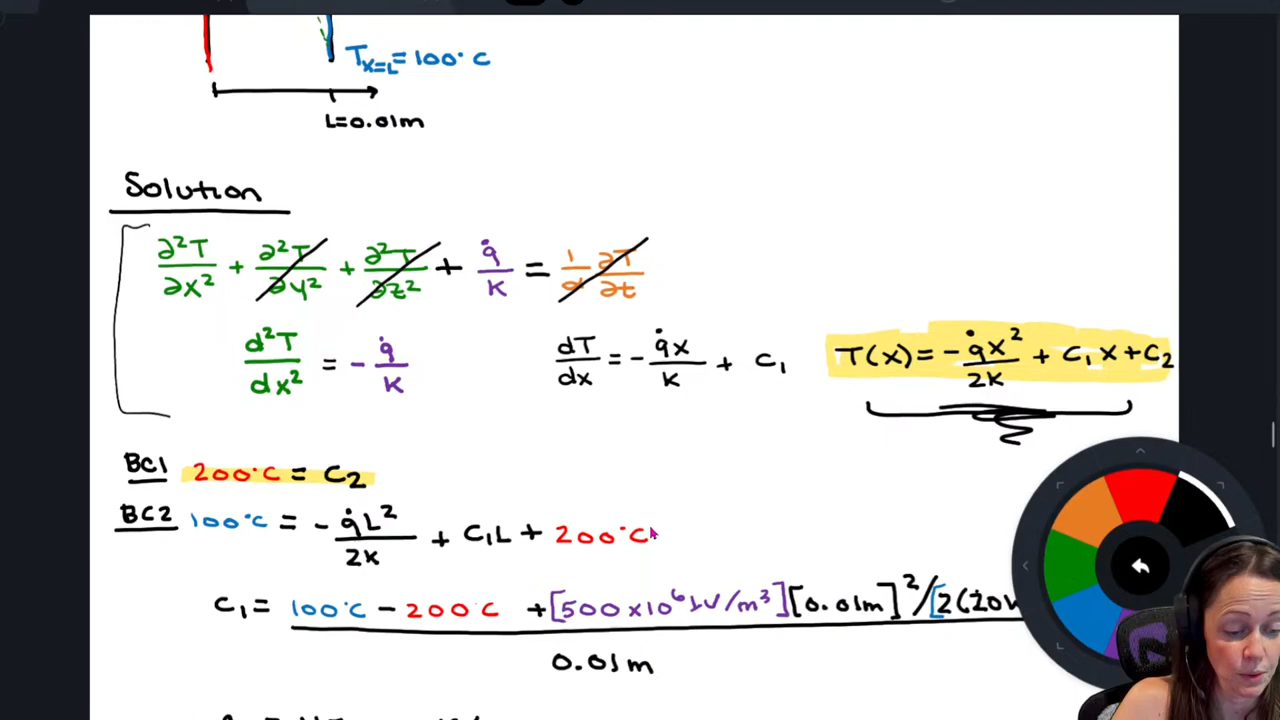 T_{x=L}=100°C
L=0.01m
Solution
∂²T/∂x² + ∂²T/∂y² + ∂²T/∂z² + q̇/k = 1/α ∂T/∂t
d²T/dx² = -q̇/k    dT/dx = -q̇x/k + C₁    T(x)= -q̇x²/2k + C₁x+C₂
BC1 200°C = C₂
BC2 100°C = -q̇L²/2k + C₁L + 200°C
C₁= 100°C - 200°C +[500x10⁶W/m³][0.01m]²/[2(20W
0.01m